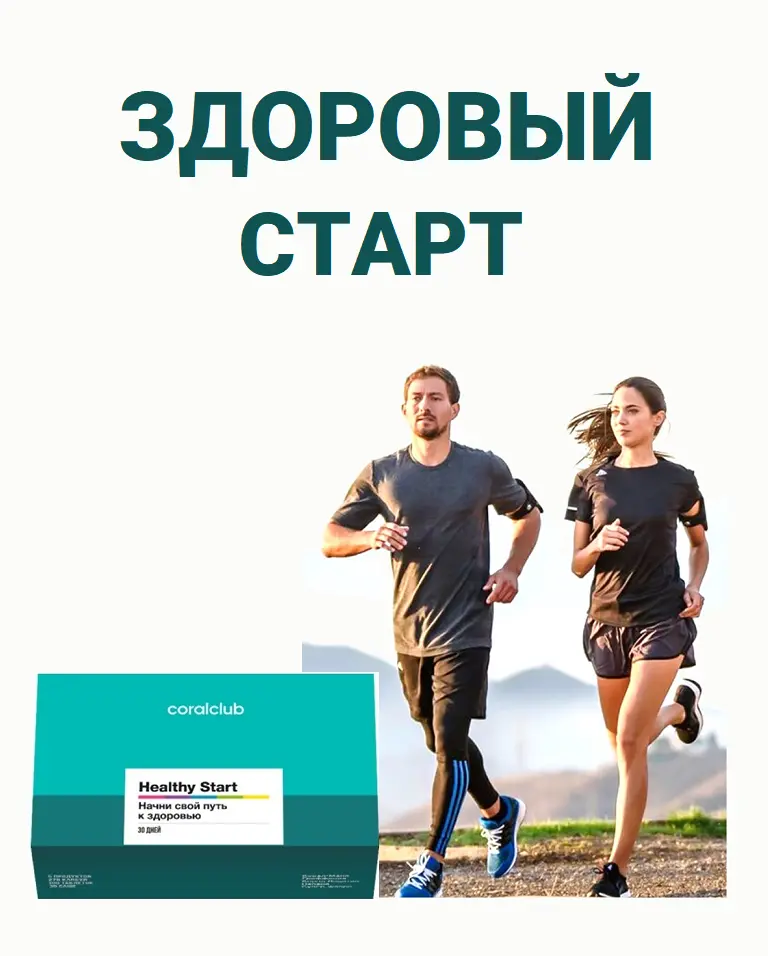 ЗДОРОВЫЙ
СТАРТ
coralclub
Healthy Start
Начни свой путь
к здоровью
30 ДНЕЙ